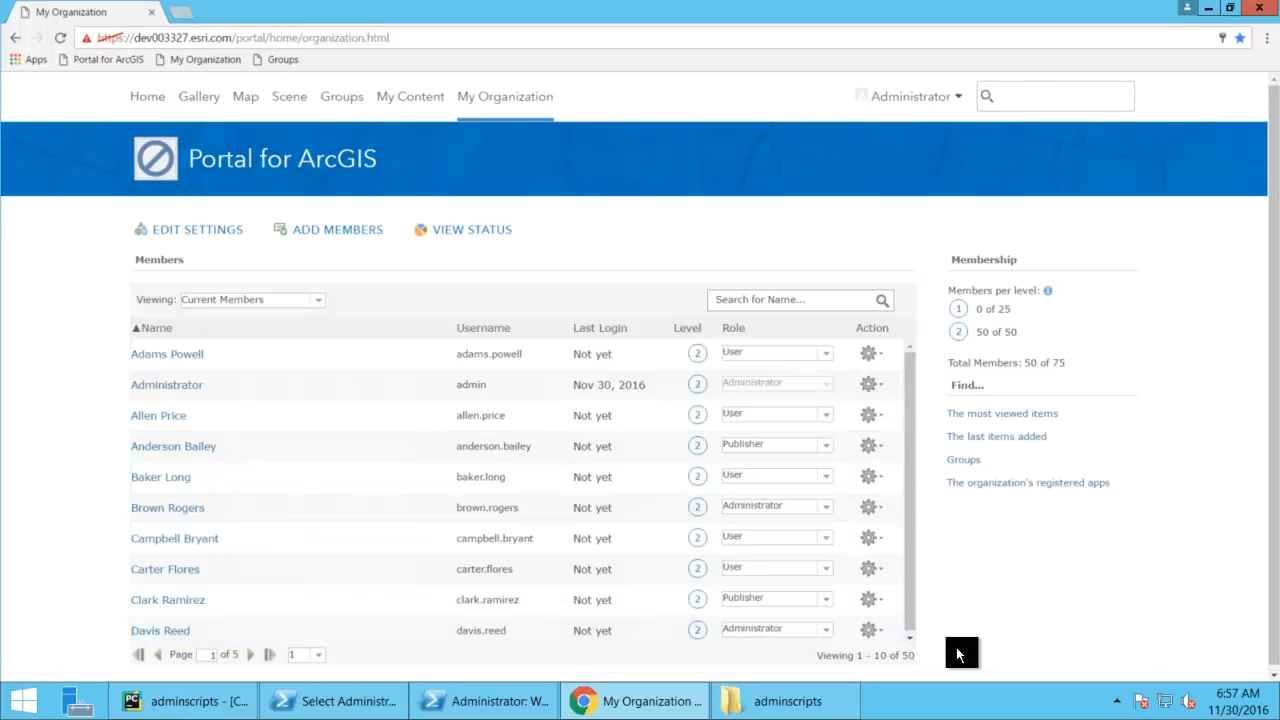 My Organization
https://dev003327.esri.com/portal/home/organization.html
Apps Portal for ArcGIS My Organization Groups
Home Gallery Map Scene Groups My Content My Organization Administrator
Portal for ArcGIS
EDIT SETTINGS ADD MEMBERS VIEW STATUS
Members
Viewing: Current Members Search for Name...
Name Username Last Login Level Role Action
Adams Powell adams.powell Not yet 2 User
Administrator admin Nov 30, 2016 2 Administrator
Allen Price allen.price Not yet 2 User
Anderson Bailey anderson.bailey Not yet 2 Publisher
Baker Long baker.long Not yet 2 User
Brown Rogers brown.rogers Not yet 2 Administrator
Campbell Bryant campbell.bryant Not yet 2 User
Carter Flores carter.flores Not yet 2 User
Clark Ramirez clark.ramirez Not yet 2 Publisher
Davis Reed davis.reed Not yet 2 Administrator
Page 1 of 5 1 Viewing 1 - 10 of 50
Membership
Members per level:
1 0 of 25
2 50 of 50
Total Members: 50 of 75
Find...
The most viewed items
The last items added
Groups
The organization's registered apps
PC adminscripts - [C... Select Administr... Administrator: W... My Organization ... adminscripts
6:57 AM
11/30/2016